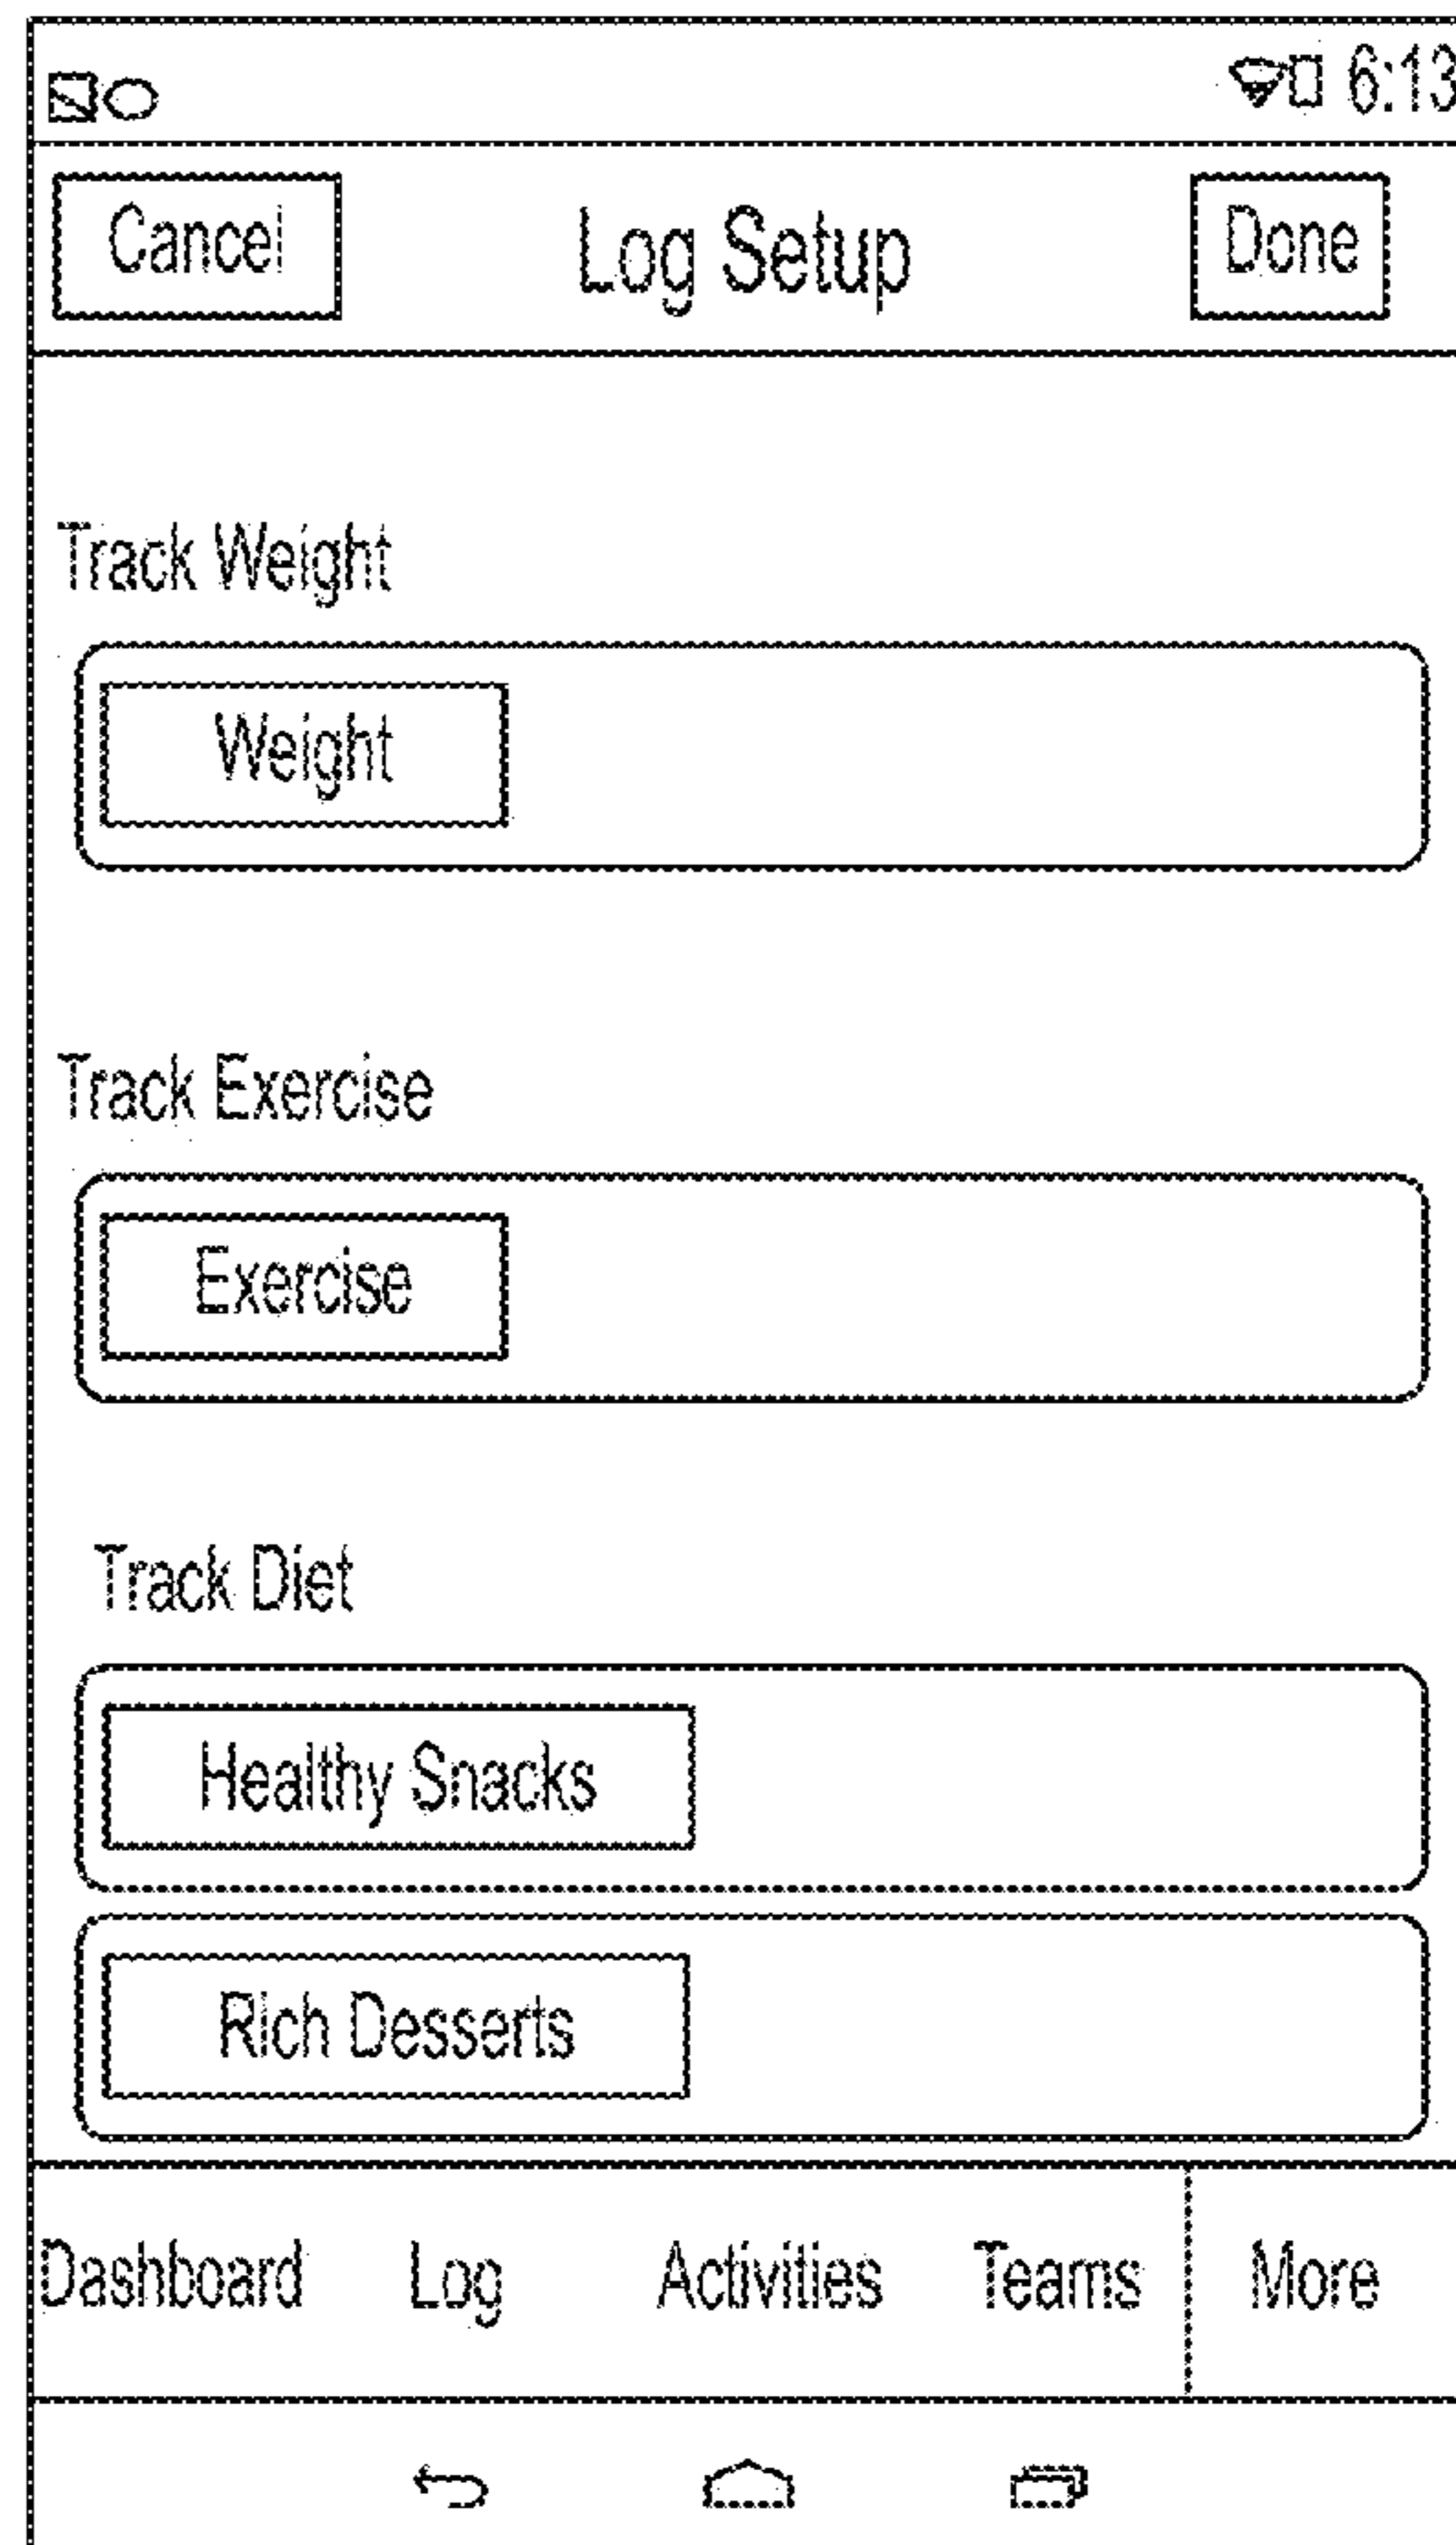 6:13
Cancel Log Setup Done
Track Weight
Weight
Track Exercise
Exercise
Track Diet
Healthy Snacks
Rich Desserts
Dashboard Log Activities Teams More